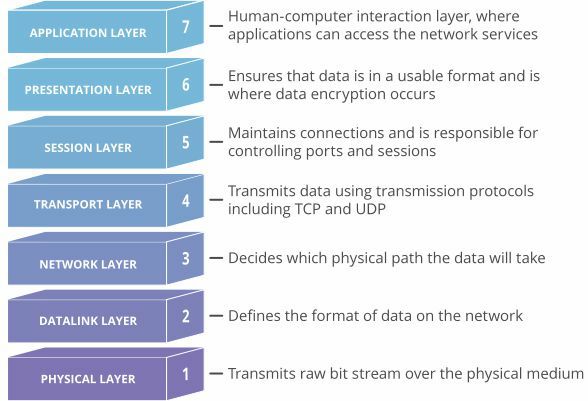 APPLICATION LAYER 7
Human-computer interaction layer, where
applications can access the network services
PRESENTATION LAYER 6
Ensures that data is in a usable format and is
where data encryption occurs
SESSION LAYER 5
Maintains connections and is responsible for
controlling ports and sessions
TRANSPORT LAYER 4
Transmits data using transmission protocols
including TCP and UDP
NETWORK LAYER 3
Decides which physical path the data will take
DATALINK LAYER 2
Defines the format of data on the network
PHYSICAL LAYER 1
Transmits raw bit stream over the physical medium